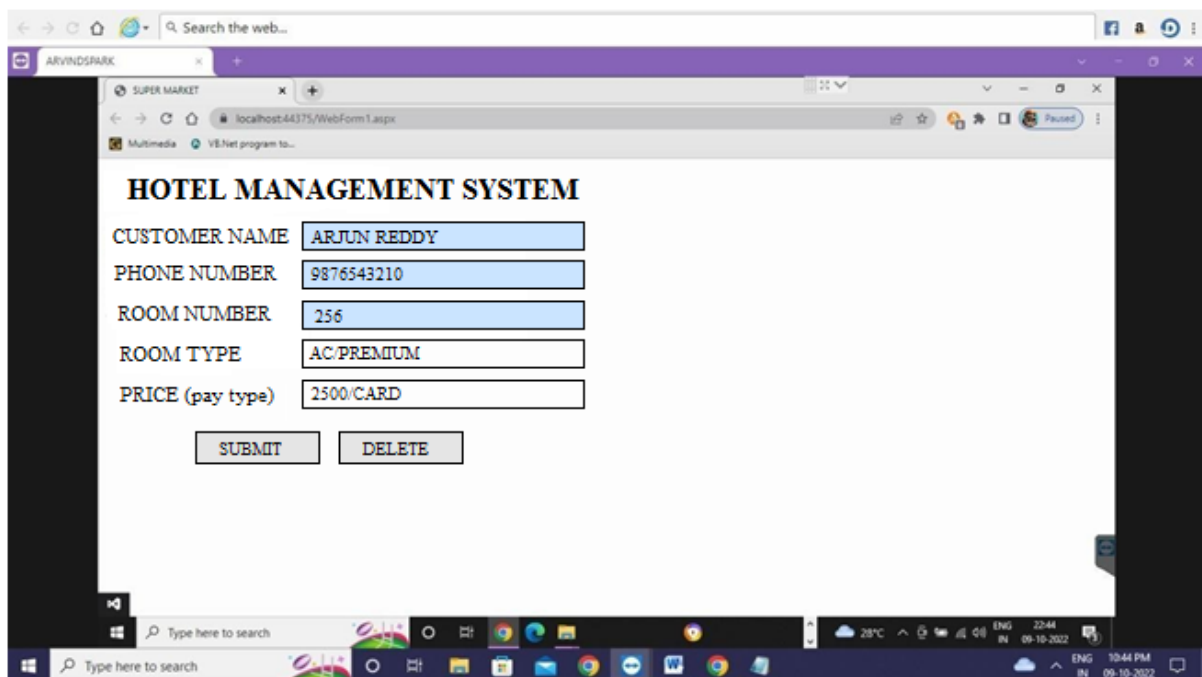 Search the web...
ARVINDSPARK
SUPER MARKET
localhost:44375/WebForm1.aspx
Paused
Multimedia VB.Net program to...
HOTEL MANAGEMENT SYSTEM
CUSTOMER NAME ARJUN REDDY
PHONE NUMBER 9876543210
ROOM NUMBER 256
ROOM TYPE AC/PREMIUM
PRICE (pay type) 2500/CARD
SUBMIT DELETE
Type here to search 28°C ENG 22:44
IN 09-10-2022
Type here to search ENG 10:44 PM
IN 09-10-2022